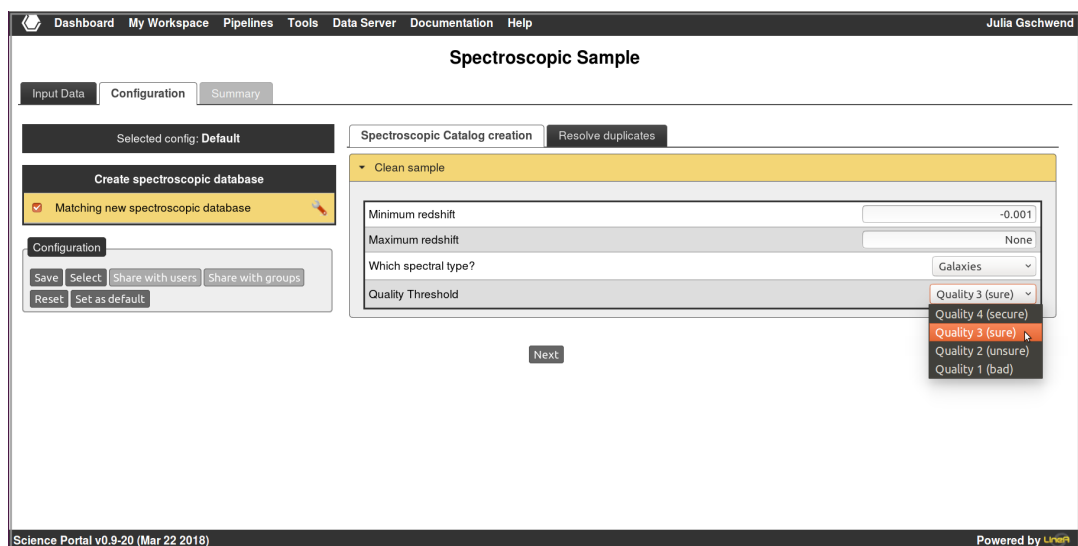 Dashboard My Workspace Pipelines Tools Data Server Documentation Help Julia Gschwend
Spectroscopic Sample
Input Data Configuration Summary
Selected config: Default
Create spectroscopic database
Matching new spectroscopic database
Configuration
Save Select Share with users Share with groups
Reset Set as default
Spectroscopic Catalog creation Resolve duplicates
Clean sample
Minimum redshift -0.001
Maximum redshift None
Which spectral type? Galaxies
Quality Threshold Quality 3 (sure)
Quality 4 (secure)
Quality 3 (sure)
Quality 2 (unsure)
Quality 1 (bad)
Next
Science Portal v0.9-20 (Mar 22 2018) Powered by LIneA